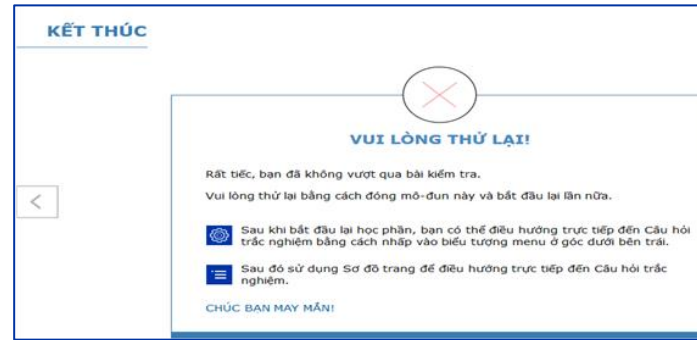 KẾT THÚC
VUI LÒNG THỬ LẠI!
Rất tiếc, bạn đã không vượt qua bài kiểm tra.
Vui lòng thử lại bằng cách đóng mô-đun này và bắt đầu lại lần nữa.
Sau khi bắt đầu lại học phần, bạn có thể điều hướng trực tiếp đến Câu hỏi
trắc nghiệm bằng cách nhấp vào biểu tượng menu ở góc dưới bên trái.
Sau đó sử dụng Sơ đồ trang để điều hướng trực tiếp đến Câu hỏi trắc
nghiệm.
CHÚC BẠN MAY MẮN!